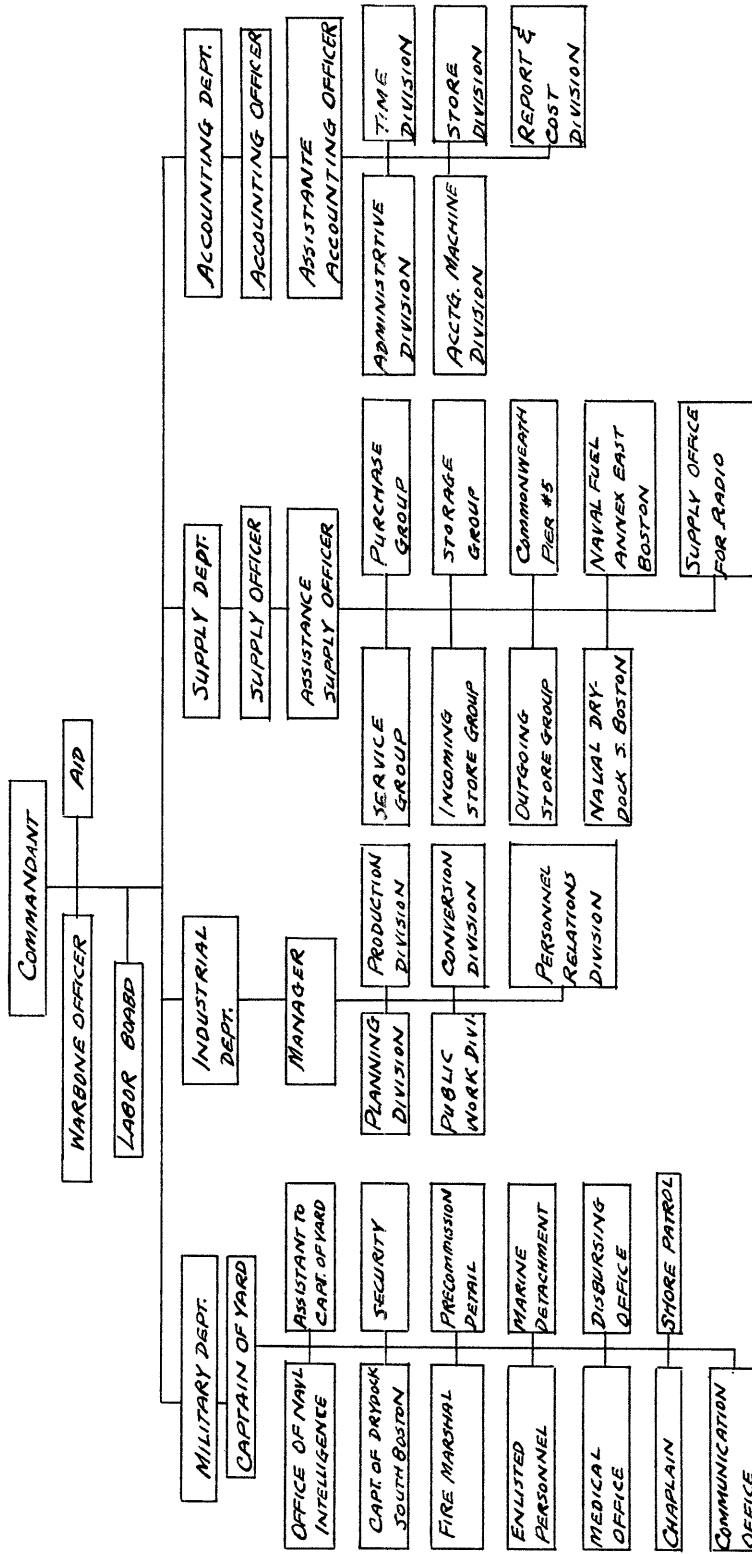 COMMANDANT
WARBONE OFFICER
AID
LABOR BOABD
MILITARY DEPT.
CAPTAIN OF YARD
OFFICE OF NAVL
INTELLIGENCE
ASSISTANT TO
CAPT. OF YARD
CAPT. OF DRYDOCK
SOUTH BOSTON
SECURITY
FIRE MARSHAL
PRECOMMISSION
DETAIL
ENLISTED
PERSONNEL
MARINE
DETACHMENT
MEDICAL
OFFICE
DISBURSING
OFFICE
CHAPLAIN
SHORE PATROL
COMMUNICATION
OFFICE
INDUSTRIAL
DEPT.
MANAGER
PLANNING
DIVISION
PRODUCTION
DIVISION
PUBLIC
WORK DIVI.
CONVERSION
DIVISION
PERSONNEL
RELATIONS
DIVISION
SUPPLY DEPT.
SUPPLY OFFICER
ASSISTANCE
SUPPLY OFFICER
SERVICE
GROUP
PURCHASE
GROUP
INCOMING
STORE GROUP
STORAGE
GROUP
OUTGOING
STORE GROUP
COMMONWEATH
PIER #5
NAVAL DRY-
DOCK S. BOSTON
NAVAL FUEL
ANNEX EAST
BOSTON
SUPPLY OFFICE
FOR RADIO
ACCOUNTING DEPT.
ACCOUNTING OFFICER
ASSISTANTE
ACCOUNTING OFFICER
ADMINISTRTIVE
DIVISION
TIME
DIVISION
ACCTG. MACHINE
DIVISION
STORE
DIVISION
REPORT &
COST
DIVISION